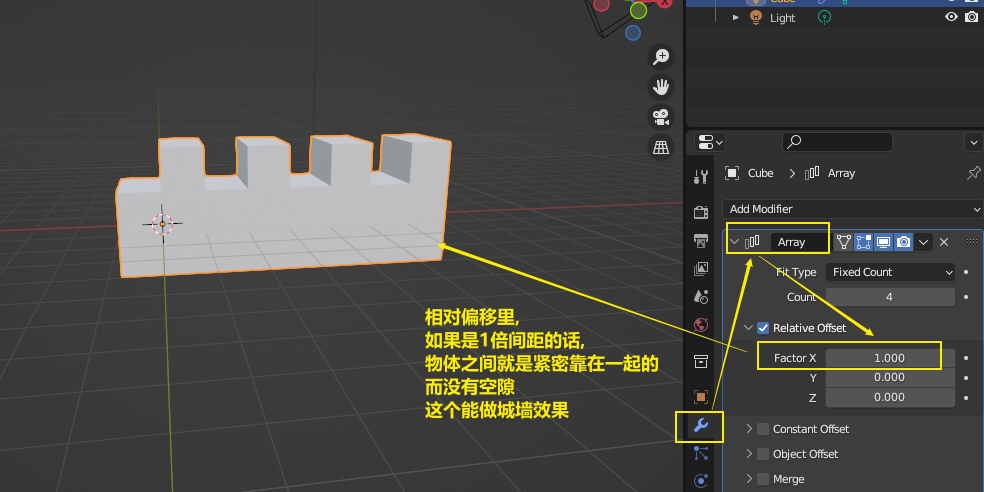 Cube
Light
X
Cube
Array
Add Modifier
Array
Fit Type
Fixed Count
Count
4
Relative Offset
Factor X
1.000
Y
0.000
Z
0.000
Constant Offset
Object Offset
Merge
相对偏移里,
如果是1倍间距的话,
物体之间就是紧密靠在一起的
而没有空隙
这个能做城墙效果